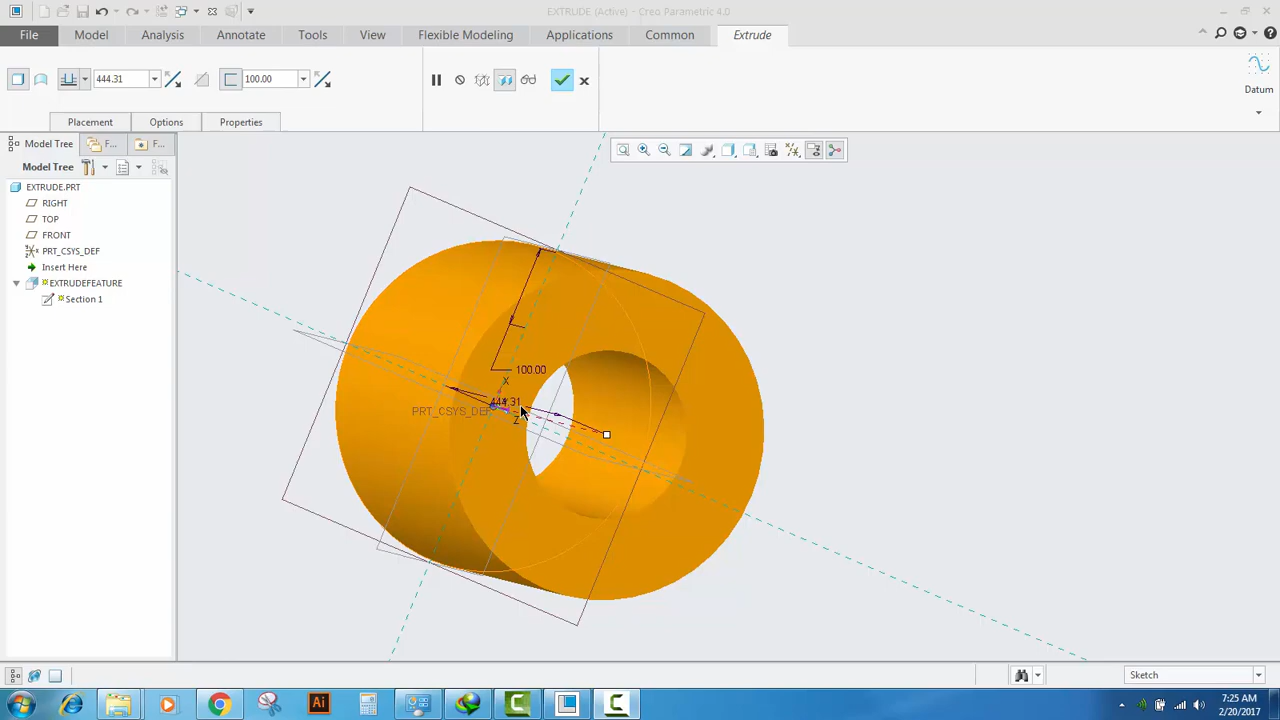 EXTRUDE (Active) - Creo Parametric 4.0
File Model Analysis Annotate Tools View Flexible Modeling Applications Common Extrude
444.31
100.00
Datum
Placement Options Properties
Model Tree F... F...
Model Tree
EXTRUDE.PRT
RIGHT
TOP
FRONT
PRT_CSYS_DEF
Insert Here
EXTRUDEFEATURE
Section 1
100.00
X
444.31
PRT_CSYS_DEF
Z
Sketch
Ai
7:25 AM
2/20/2017